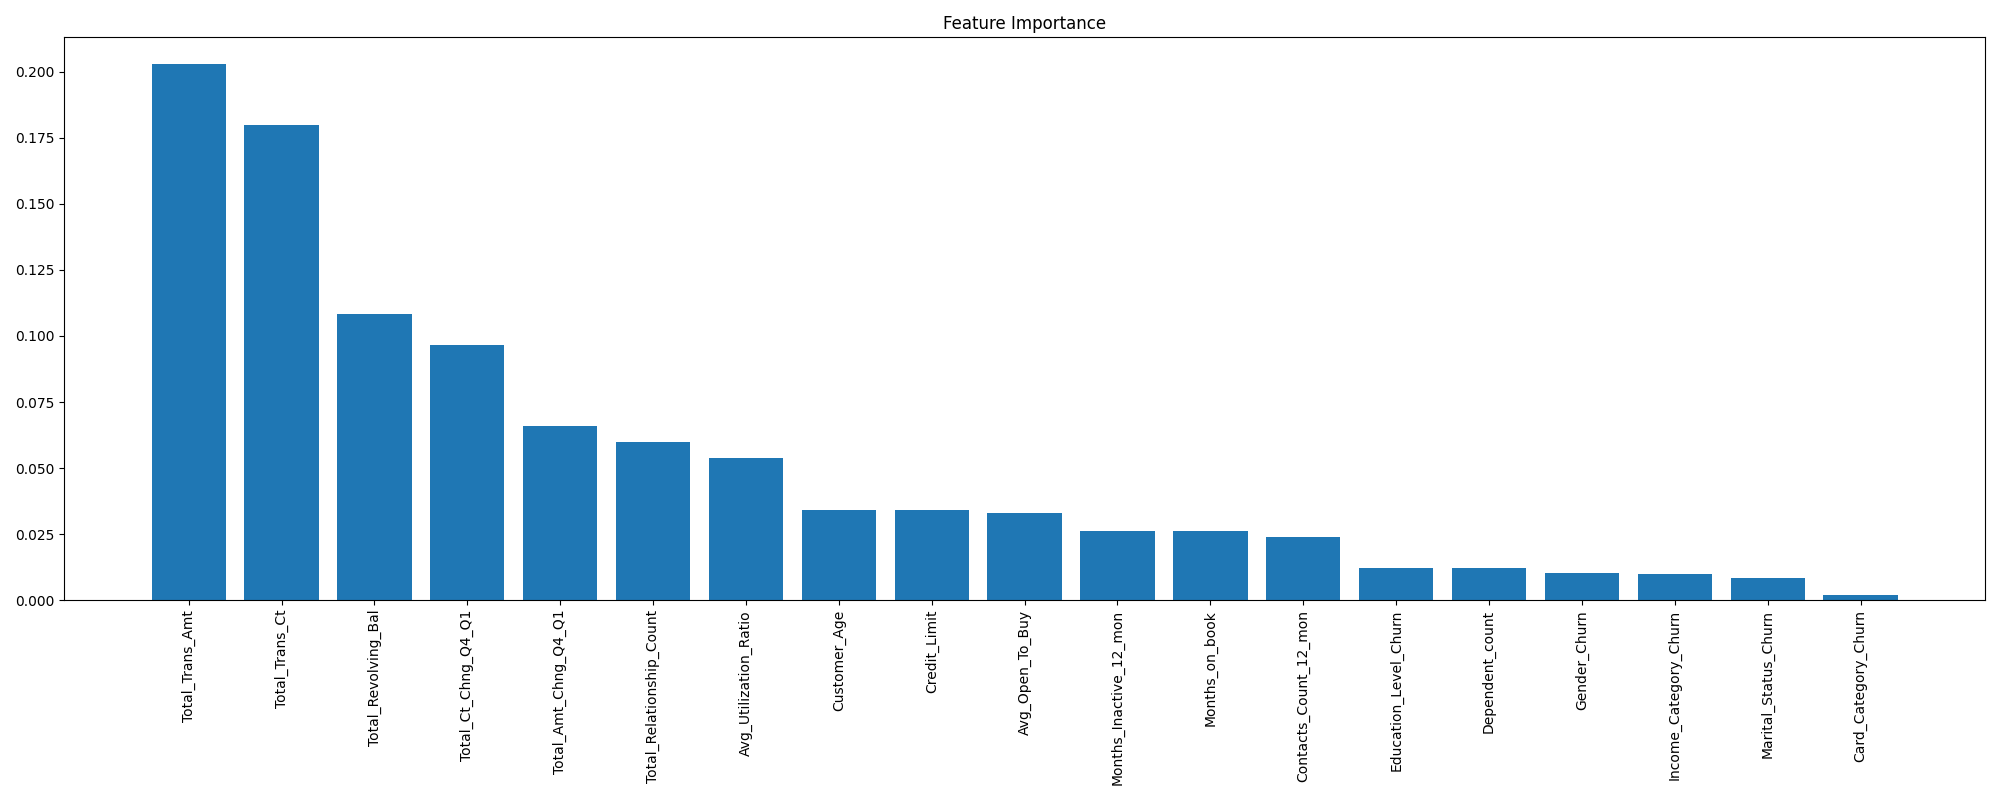 Feature Importance
0.200
0.175
0.150
0.125
0.100
0.075
0.050
0.025
0.000
Total_Trans_Amt
Total_Trans_Ct
Total_Revolving_Bal
Total_Ct_Chng_Q4_Q1
Total_Amt_Chng_Q4_Q1
Total_Relationship_Count
Avg_Utilization_Ratio
Customer_Age
Credit_Limit
Avg_Open_To_Buy
Months_Inactive_12_mon
Months_on_book
Contacts_Count_12_mon
Education_Level_Churn
Dependent_count
Gender_Churn
Income_Category_Churn
Marital_Status_Churn
Card_Category_Churn